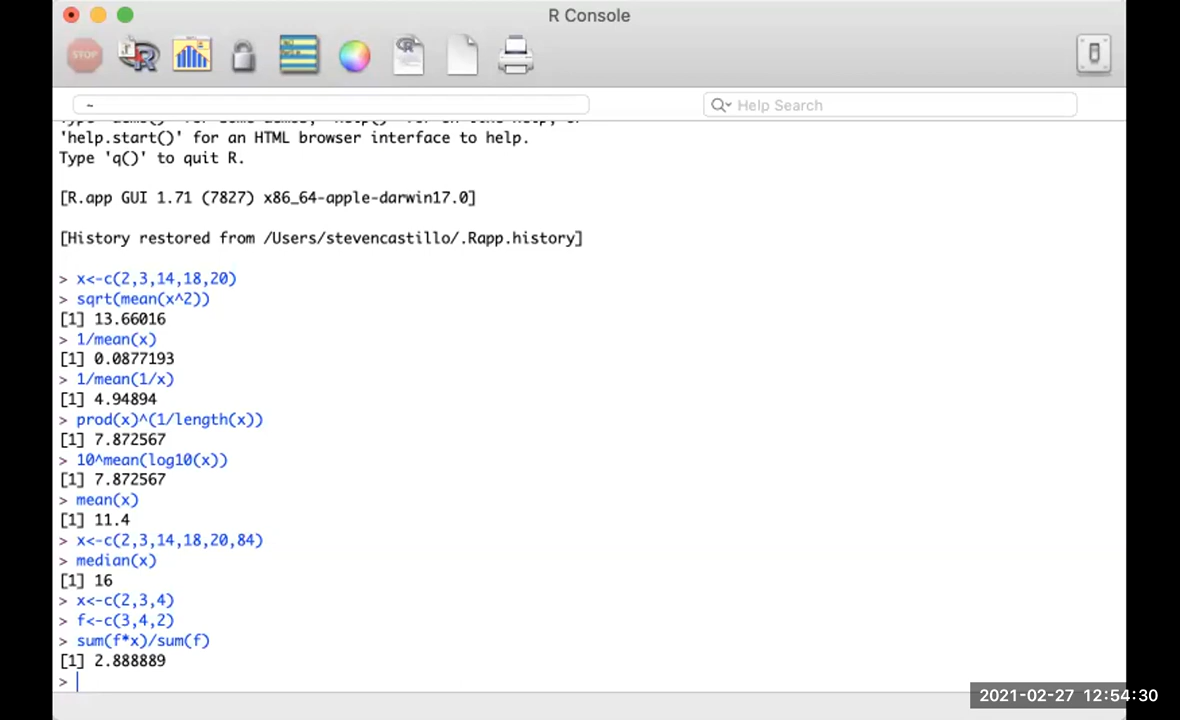 R Console
STOP
R
~
Help Search
'help.start()' for an HTML browser interface to help.
Type 'q()' to quit R.
[R.app GUI 1.71 (7827) x86_64-apple-darwin17.0]
[History restored from /Users/stevencastillo/.Rapp.history]
> x<-c(2,3,14,18,20)
> sqrt(mean(x^2))
[1] 13.66016
> 1/mean(x)
[1] 0.0877193
> 1/mean(1/x)
[1] 4.94894
> prod(x)^(1/length(x))
[1] 7.872567
> 10^mean(log10(x))
[1] 7.872567
> mean(x)
[1] 11.4
> x<-c(2,3,14,18,20,84)
> median(x)
[1] 16
> x<-c(2,3,4)
> f<-c(3,4,2)
> sum(f*x)/sum(f)
[1] 2.888889
>
2021-02-27 12:54:30